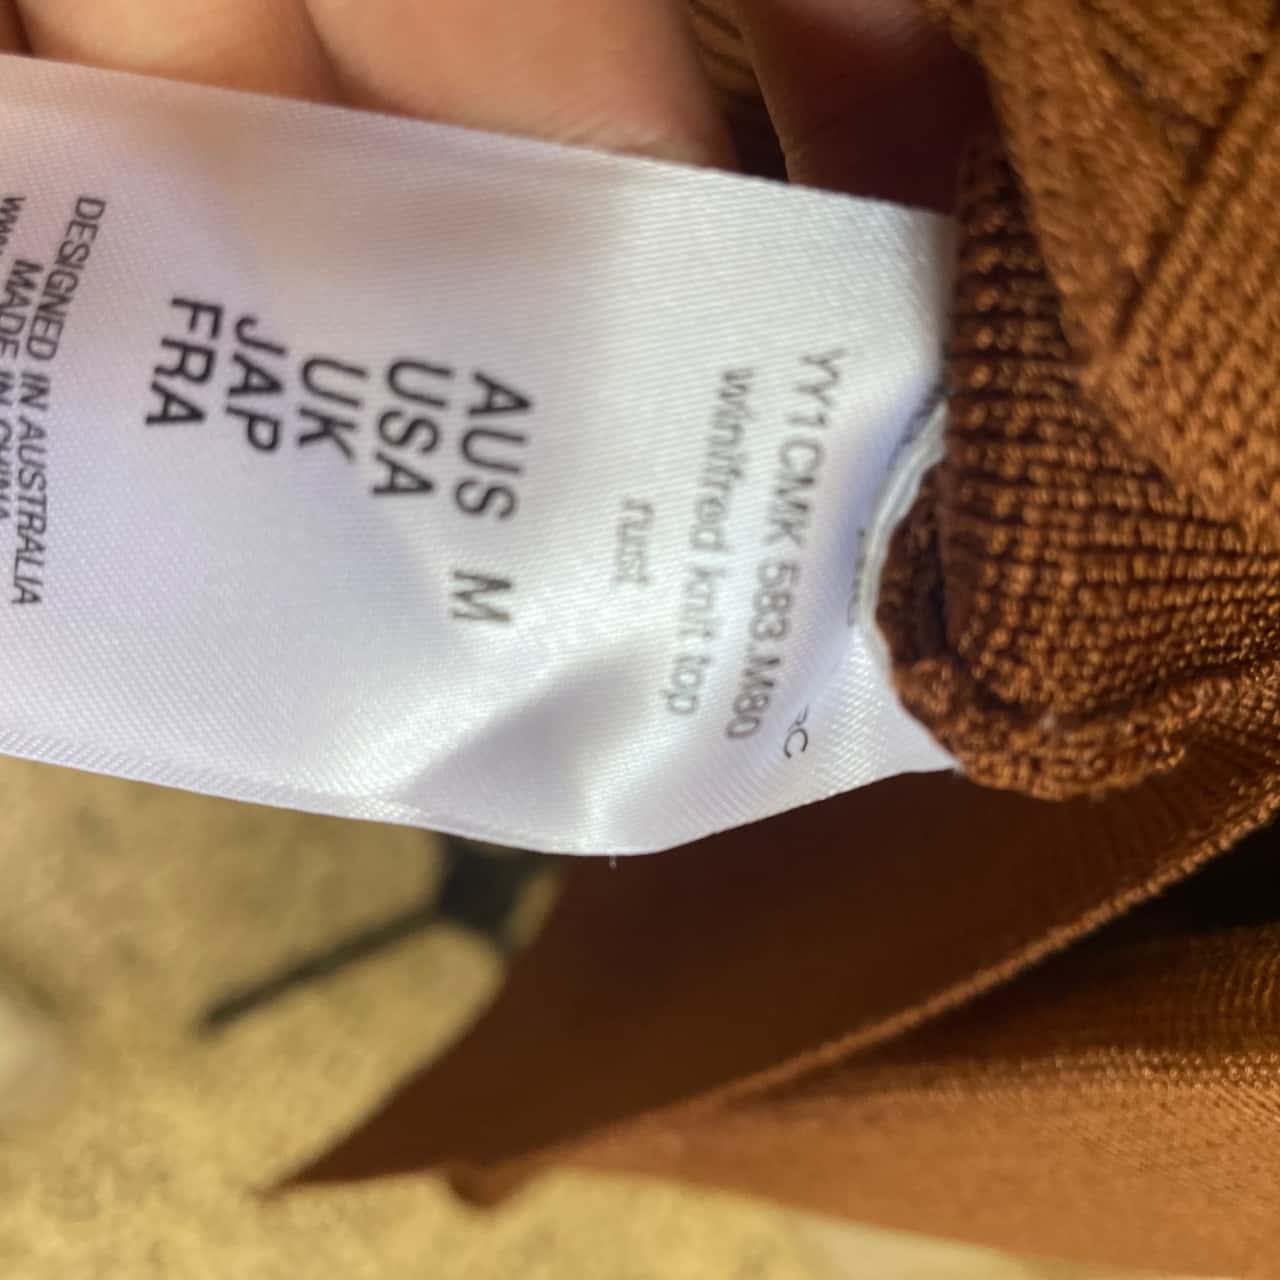 YY1CMK 583.M80
winifred knit top
rust
AUS M
USA
UK
JAP
FRA
DESIGNED IN AUSTRALIA
MADE IN CHINA